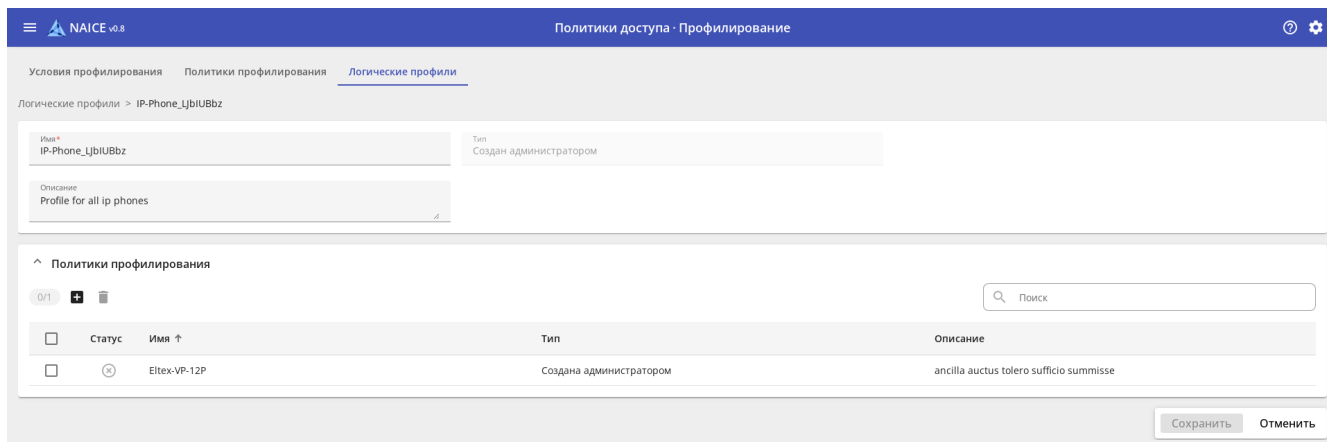 NAICE v0.8
Политики доступа · Профилирование
Условия профилирования Политики профилирования Логические профили
Логические профили > IP-Phone_LJbIUBbz
Имя*
IP-Phone_LJbIUBbz
Тип
Создан администратором
Описание
Profile for all ip phones
Политики профилирования
0/1
Поиск
Статус Имя ↑ Тип Описание
Eltex-VP-12P Создана администратором ancilla auctus tolero sufficio summisse
Сохранить Отменить